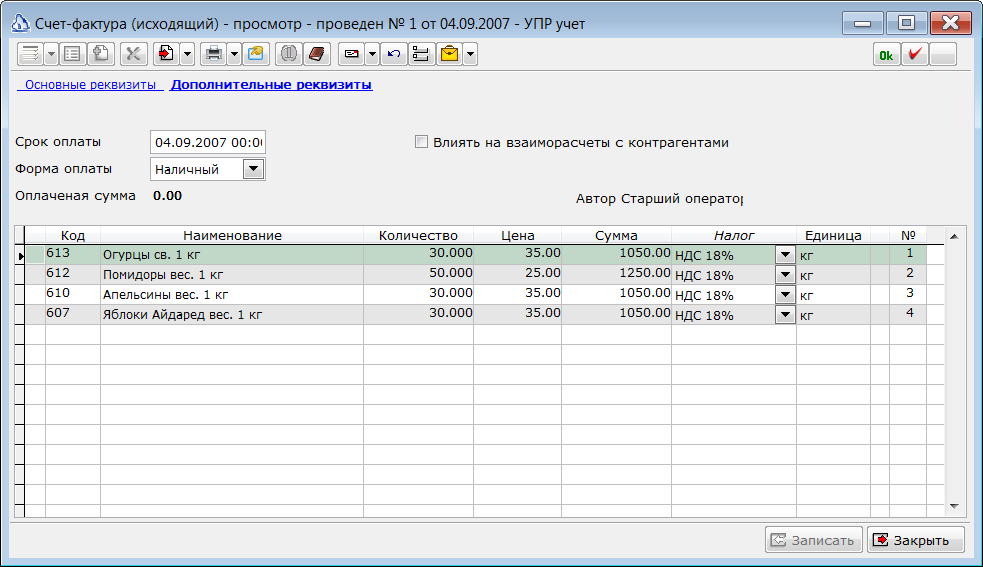 Счет-фактура (исходящий) - просмотр - проведен № 1 от 04.09.2007 - УПР учет
Ok
Основные реквизиты Дополнительные реквизиты
Срок оплаты 04.09.2007 00:0 Влиять на взаиморасчеты с контрагентами
Форма оплаты Наличный
Оплаченая сумма 0.00 Автор Старший оператор
Код Наименование Количество Цена Сумма Налог Единица №
613 Огурцы св. 1 кг 30.000 35.00 1050.00 НДС 18% кг 1
612 Помидоры вес. 1 кг 50.000 25.00 1250.00 НДС 18% кг 2
610 Апельсины вес. 1 кг 30.000 35.00 1050.00 НДС 18% кг 3
607 Яблоки Айдаред вес. 1 кг 30.000 35.00 1050.00 НДС 18% кг 4
Записать Закрыть